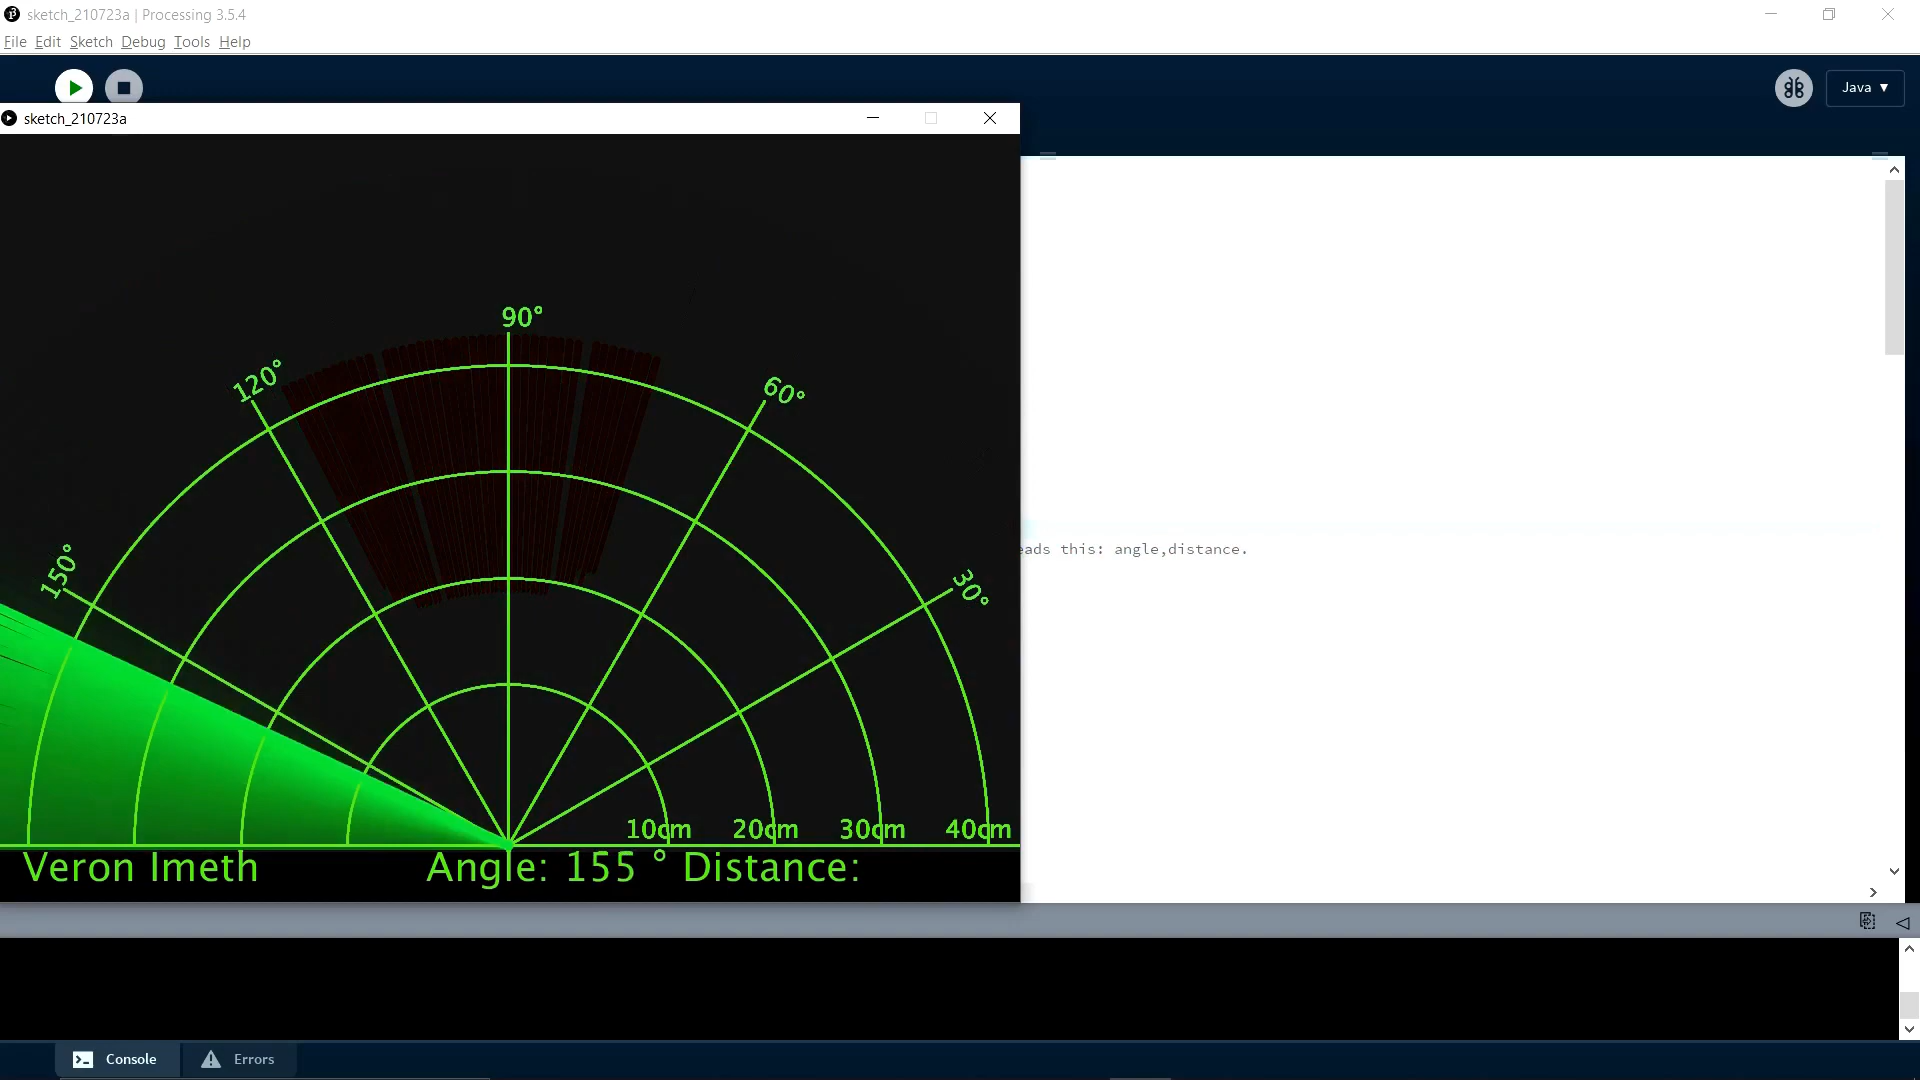 sketch_210723a | Processing 3.5.4
File Edit Sketch Debug Tools Help
Java ▼
sketch_210723a
90°
120°
60°
150°
30°
eads this: angle,distance.
10cm 20cm 30cm 40cm
Veron Imeth Angle: 155 ° Distance:
Console Errors